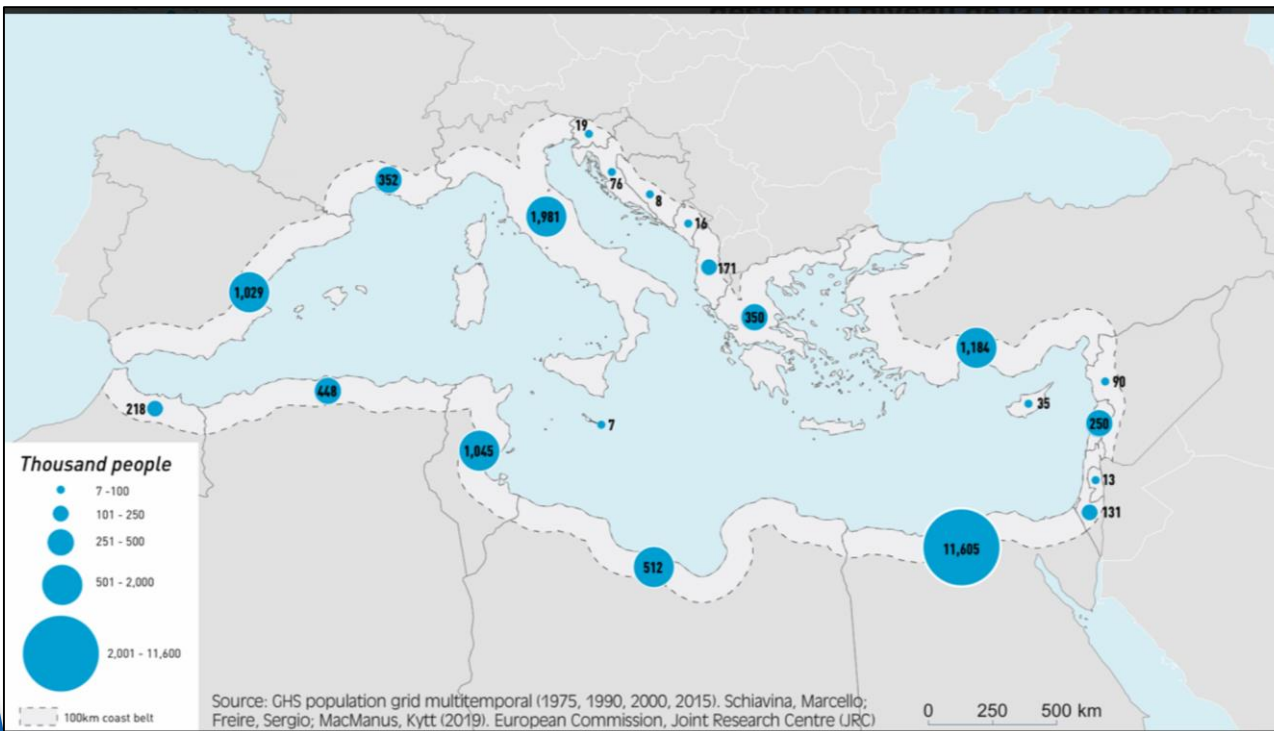 19
76
352
8
1,981
16
171
1,029
350
1,184
90
448
35
218
250
7
1,045
13
131
11,605
512
Thousand people
7 -100
101 - 250
251 - 500
501 - 2,000
2,001 - 11,600
100km coast belt
Source: GHS population grid multitemporal (1975, 1990, 2000, 2015). Schiavina, Marcello;
Freire, Sergio; MacManus, Kytt (2019). European Commission, Joint Research Centre (JRC)
0 250 500 km